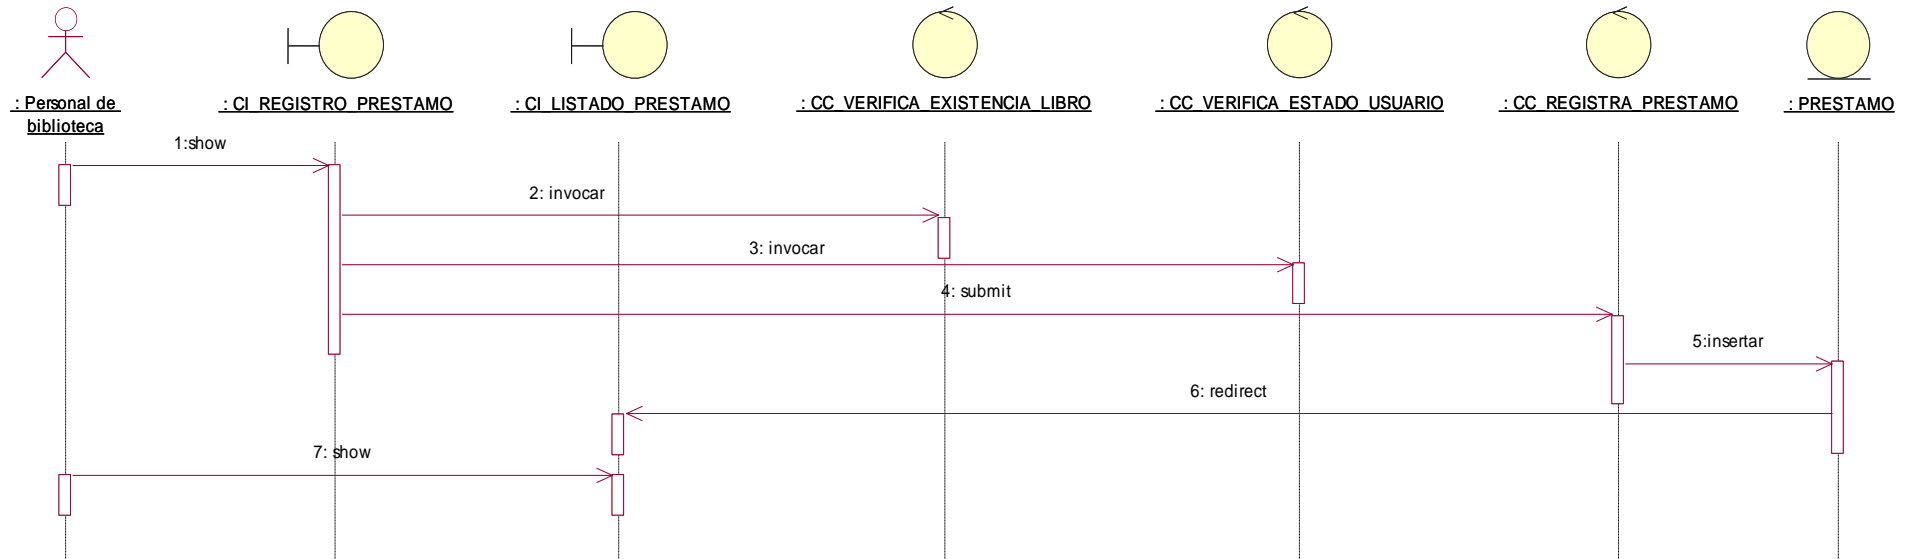 : Personal de
biblioteca
: CI_REGISTRO_PRESTAMO
: CI_LISTADO_PRESTAMO
: CC_VERIFICA_EXISTENCIA_LIBRO
: CC_VERIFICA_ESTADO_USUARIO
: CC_REGISTRA_PRESTAMO
: PRESTAMO
1:show
2: invocar
3: invocar
4: submit
5:insertar
6: redirect
7: show